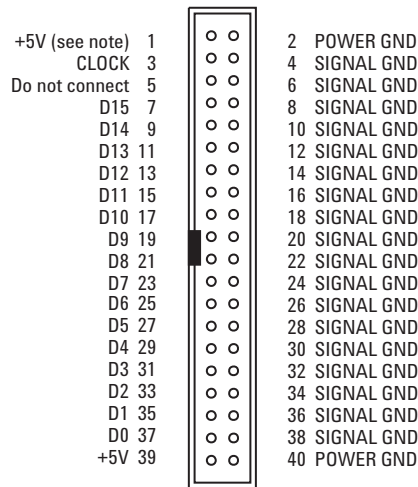 +5V (see note) 1 2 POWER GND
CLOCK 3 4 SIGNAL GND
Do not connect 5 6 SIGNAL GND
D15 7 8 SIGNAL GND
D14 9 10 SIGNAL GND
D13 11 12 SIGNAL GND
D12 13 14 SIGNAL GND
D11 15 16 SIGNAL GND
D10 17 18 SIGNAL GND
D9 19 20 SIGNAL GND
D8 21 22 SIGNAL GND
D7 23 24 SIGNAL GND
D6 25 26 SIGNAL GND
D5 27 28 SIGNAL GND
D4 29 30 SIGNAL GND
D3 31 32 SIGNAL GND
D2 33 34 SIGNAL GND
D1 35 36 SIGNAL GND
D0 37 38 SIGNAL GND
+5V 39 40 POWER GND